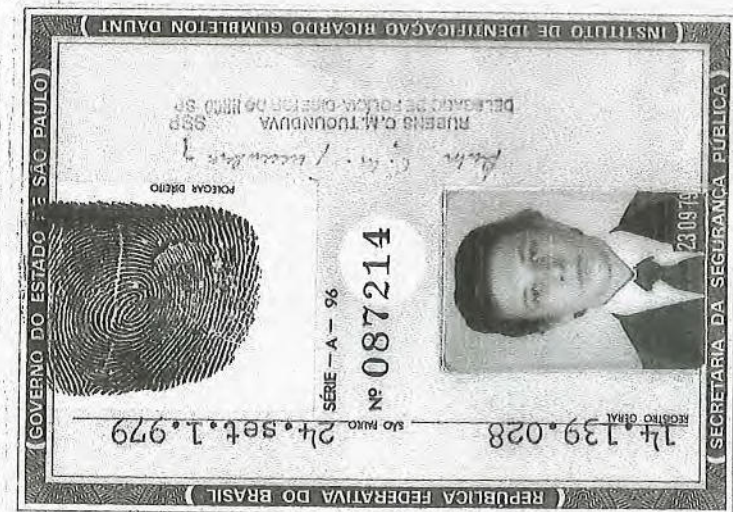 REPÚBLICA FEDERATIVA DO BRASIL
GOVERNO DO ESTADO DE SÃO PAULO
SECRETARIA DA SEGURANÇA PÚBLICA
INSTITUTO DE IDENTIFICAÇÃO RICARDO GUMBLETON DAUNT
REGISTRO GERAL
14.139.028
SÃO PAULO
24.set.1.979
SÉRIE — A — 96
Nº 087214
23 09 79
POLEGAR DIREITO
RUBENS C.M.TUCUNDUVA
SSP
DELEGADO DE POLÍCIA-DIRETOR DO
SP